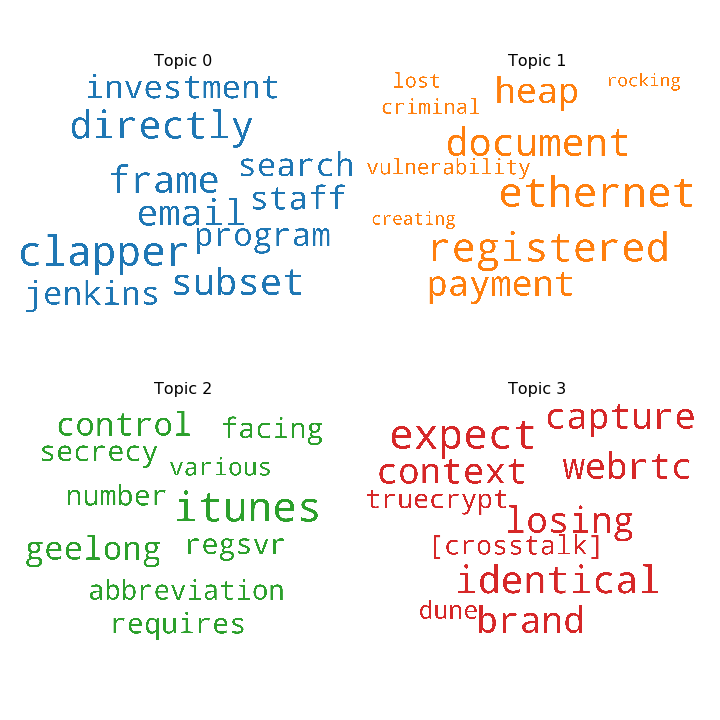 Topic 0
investment
directly
search
frame
staff
email
program
clapper
subset
jenkins
Topic 1
rocking
lost
heap
criminal
document
vulnerability
ethernet
creating
registered
payment
Topic 2
control
facing
secrecy
various
number
itunes
geelong
regsvr
abbreviation
requires
Topic 3
capture
expect
webrtc
context
truecrypt
losing
[crosstalk]
identical
dune
brand